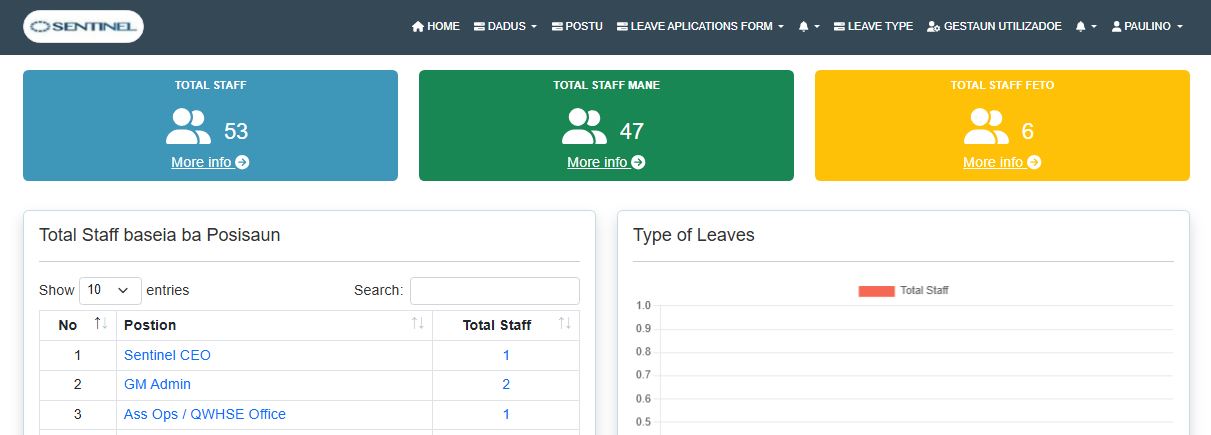 SENTINEL
HOME DADUS POSTU LEAVE APLICATIONS FORM LEAVE TYPE GESTAUN UTILIZADOE PAULINO
TOTAL STAFF
53
More info
TOTAL STAFF MANE
47
More info
TOTAL STAFF FETO
6
More info
Total Staff baseia ba Posisaun
Show 10 entries Search:
No Postion Total Staff
1 Sentinel CEO 1
2 GM Admin 2
3 Ass Ops / QWHSE Office 1
Type of Leaves
Total Staff
1.0
0.9
0.8
0.7
0.6
0.5